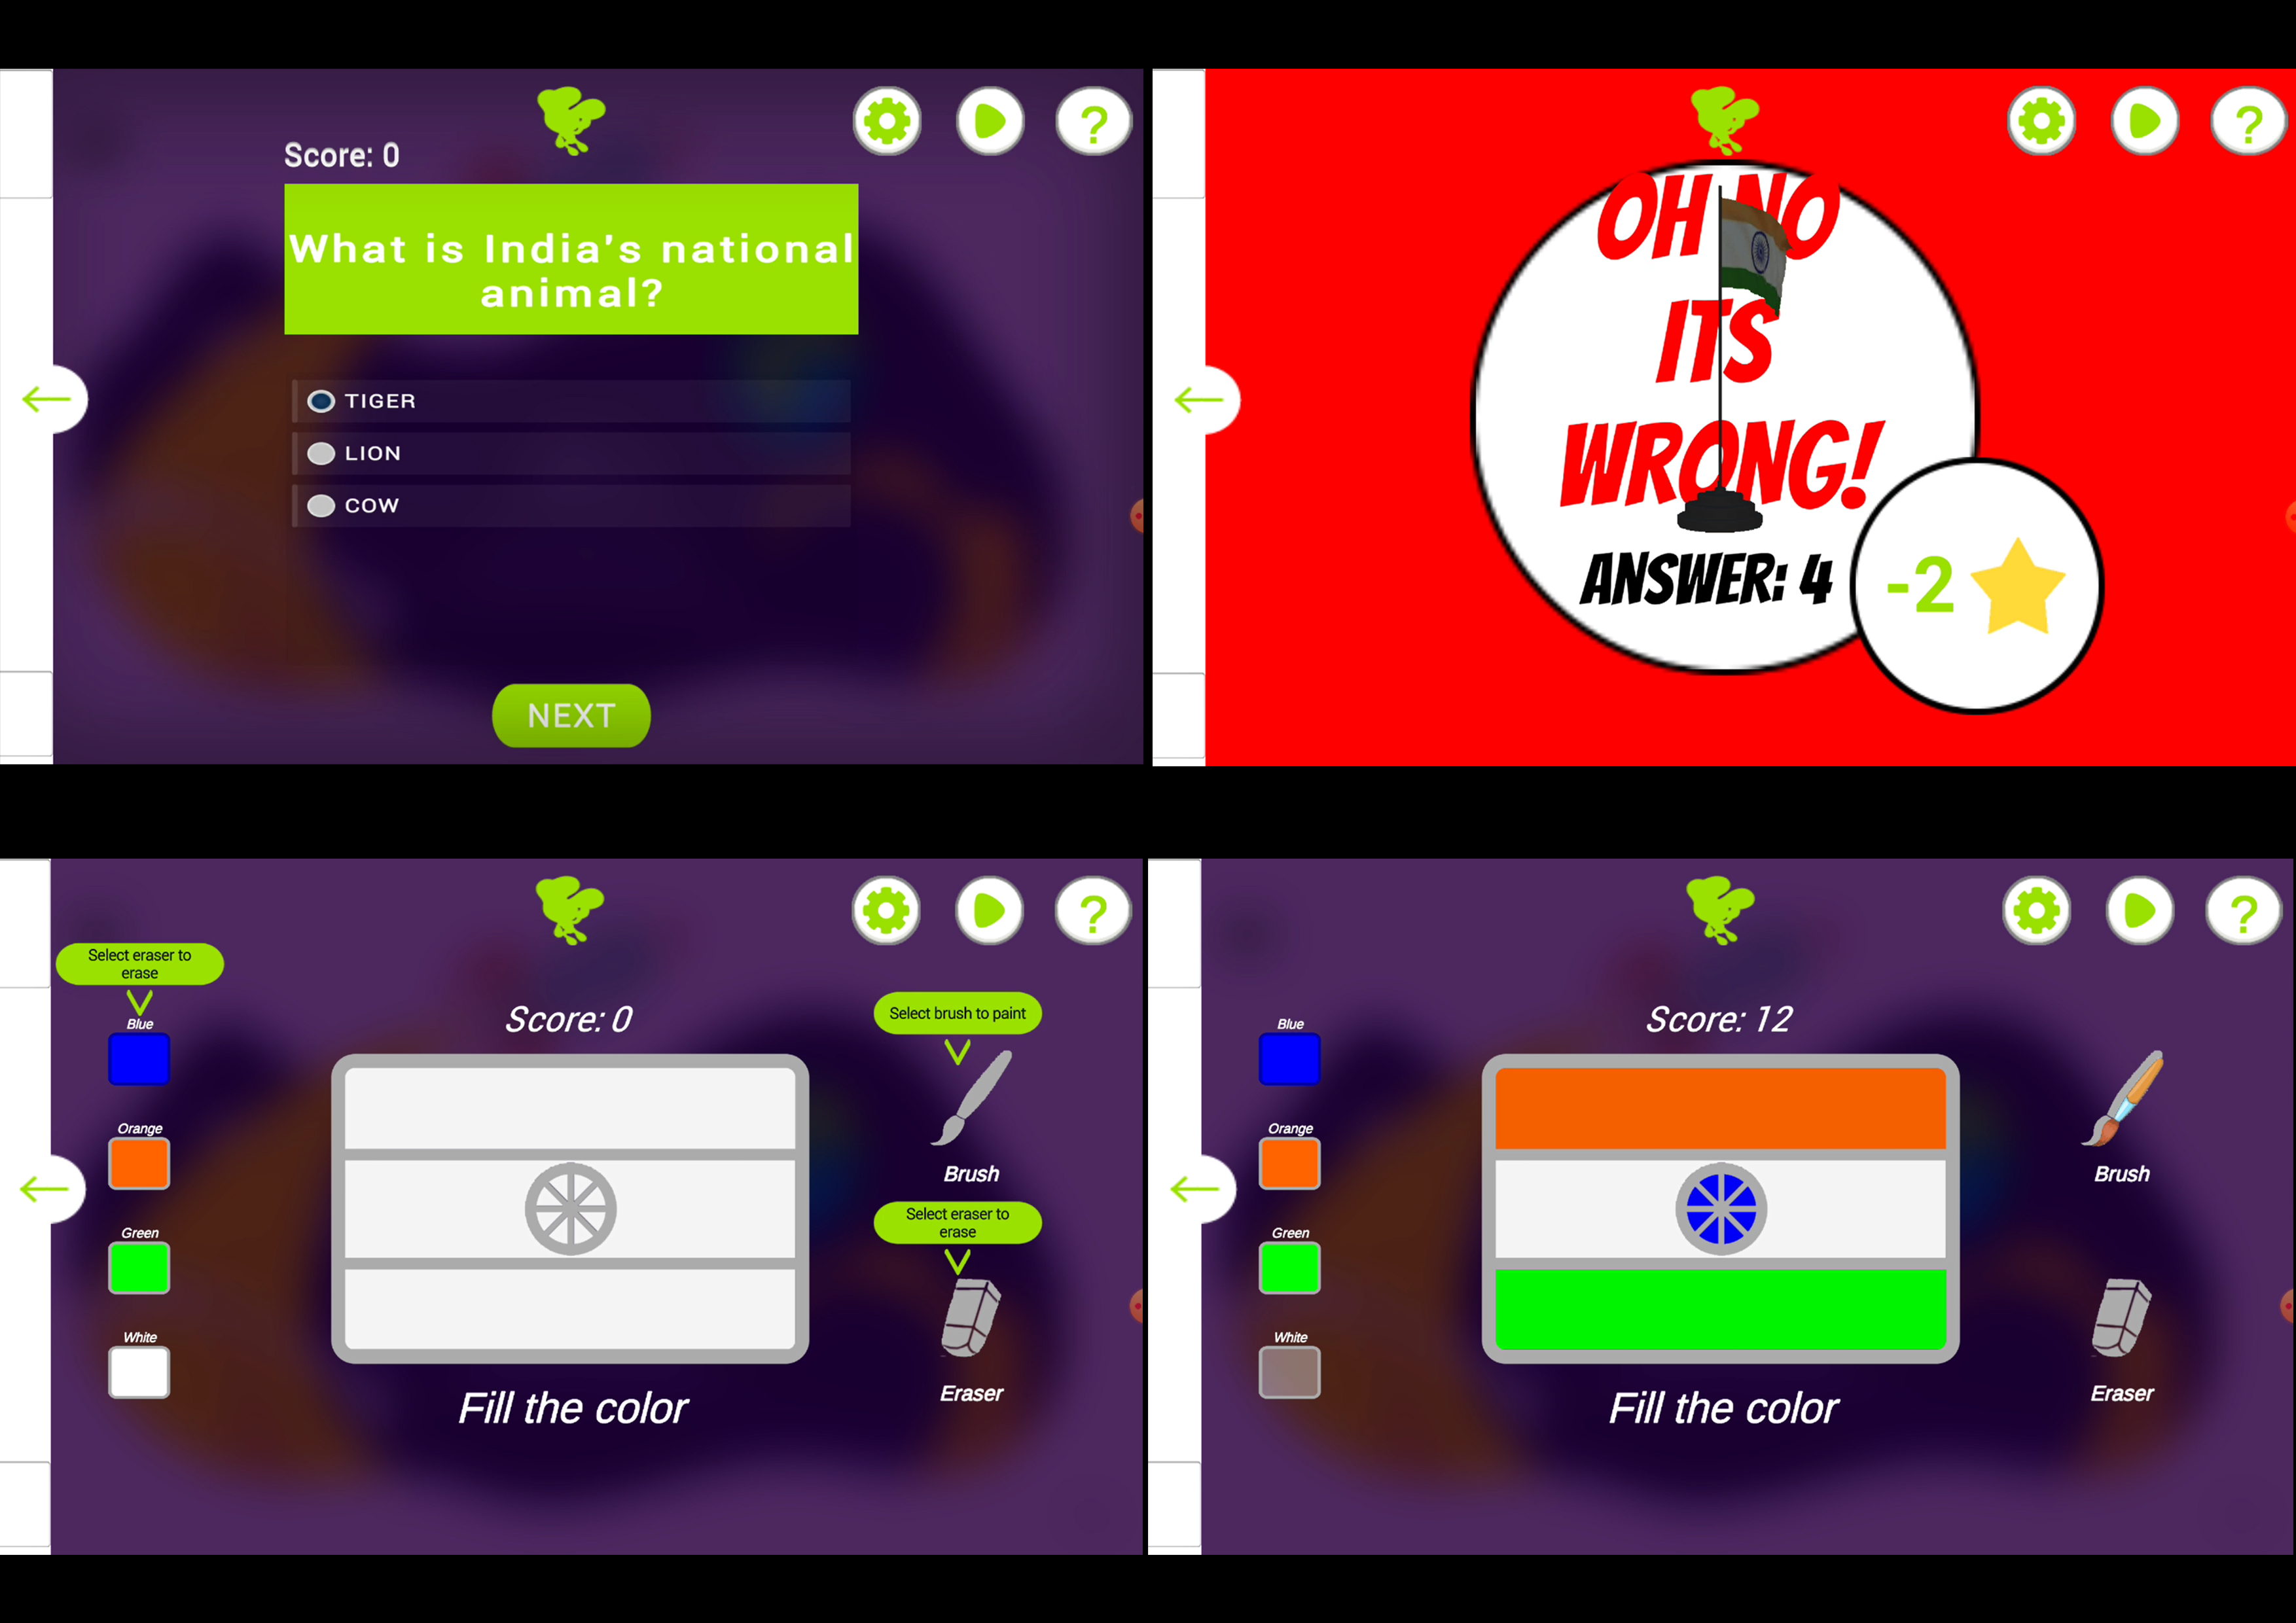 Score: 0
?
What is India's national
animal?
TIGER
LION
COW
NEXT
?
OH NO
ITS
WRONG!
ANSWER: 4
-2
?
Select eraser to
erase
Blue
Orange
Green
White
Score: 0
Fill the color
Select brush to paint
Brush
Select eraser to
erase
Eraser
?
Blue
Orange
Green
White
Score: 12
Fill the color
Brush
Eraser